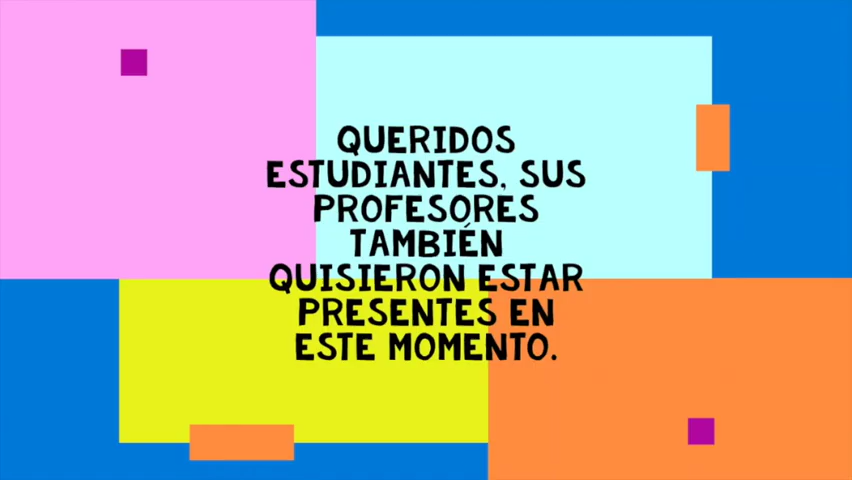 QUERIDOS
ESTUDIANTES, SUS
PROFESORES
TAMBIÉN
QUISIERON ESTAR
PRESENTES EN
ESTE MOMENTO.